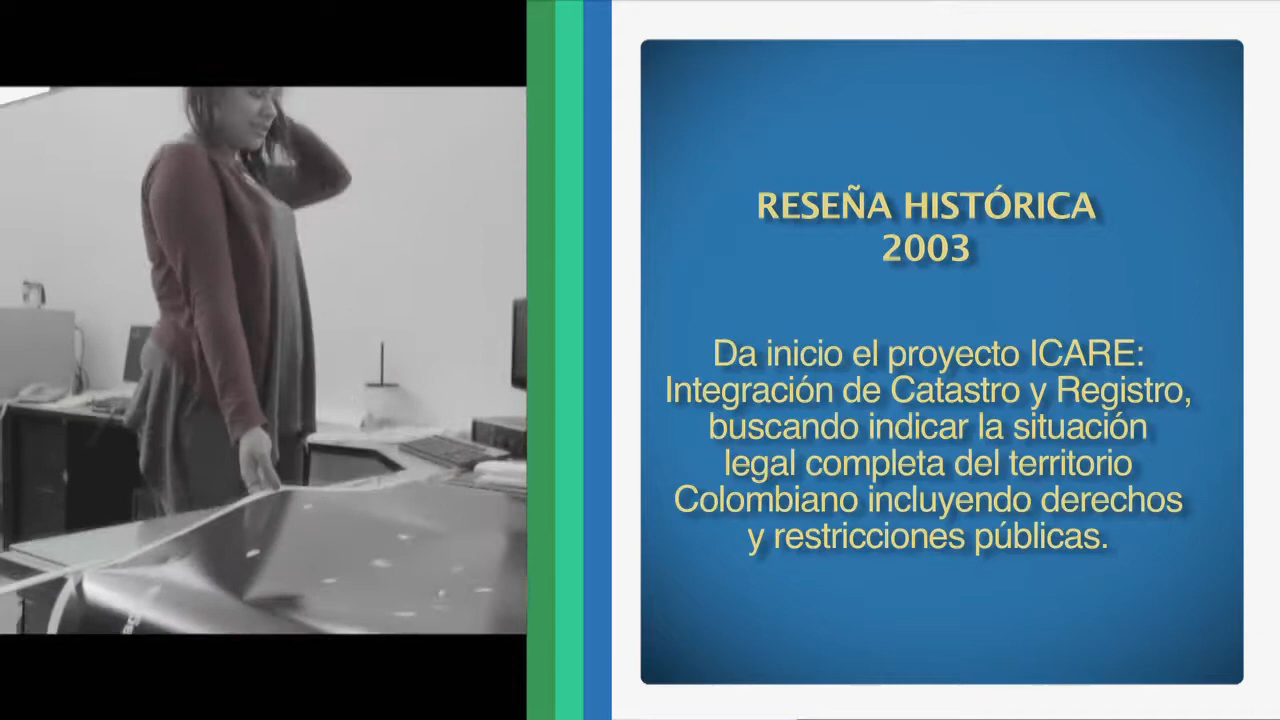 RESEÑA HISTÓRICA
2003
Da inicio el proyecto ICARE:
Integración de Catastro y Registro,
buscando indicar la situación
legal completa del territorio
Colombiano incluyendo derechos
y restricciones públicas.